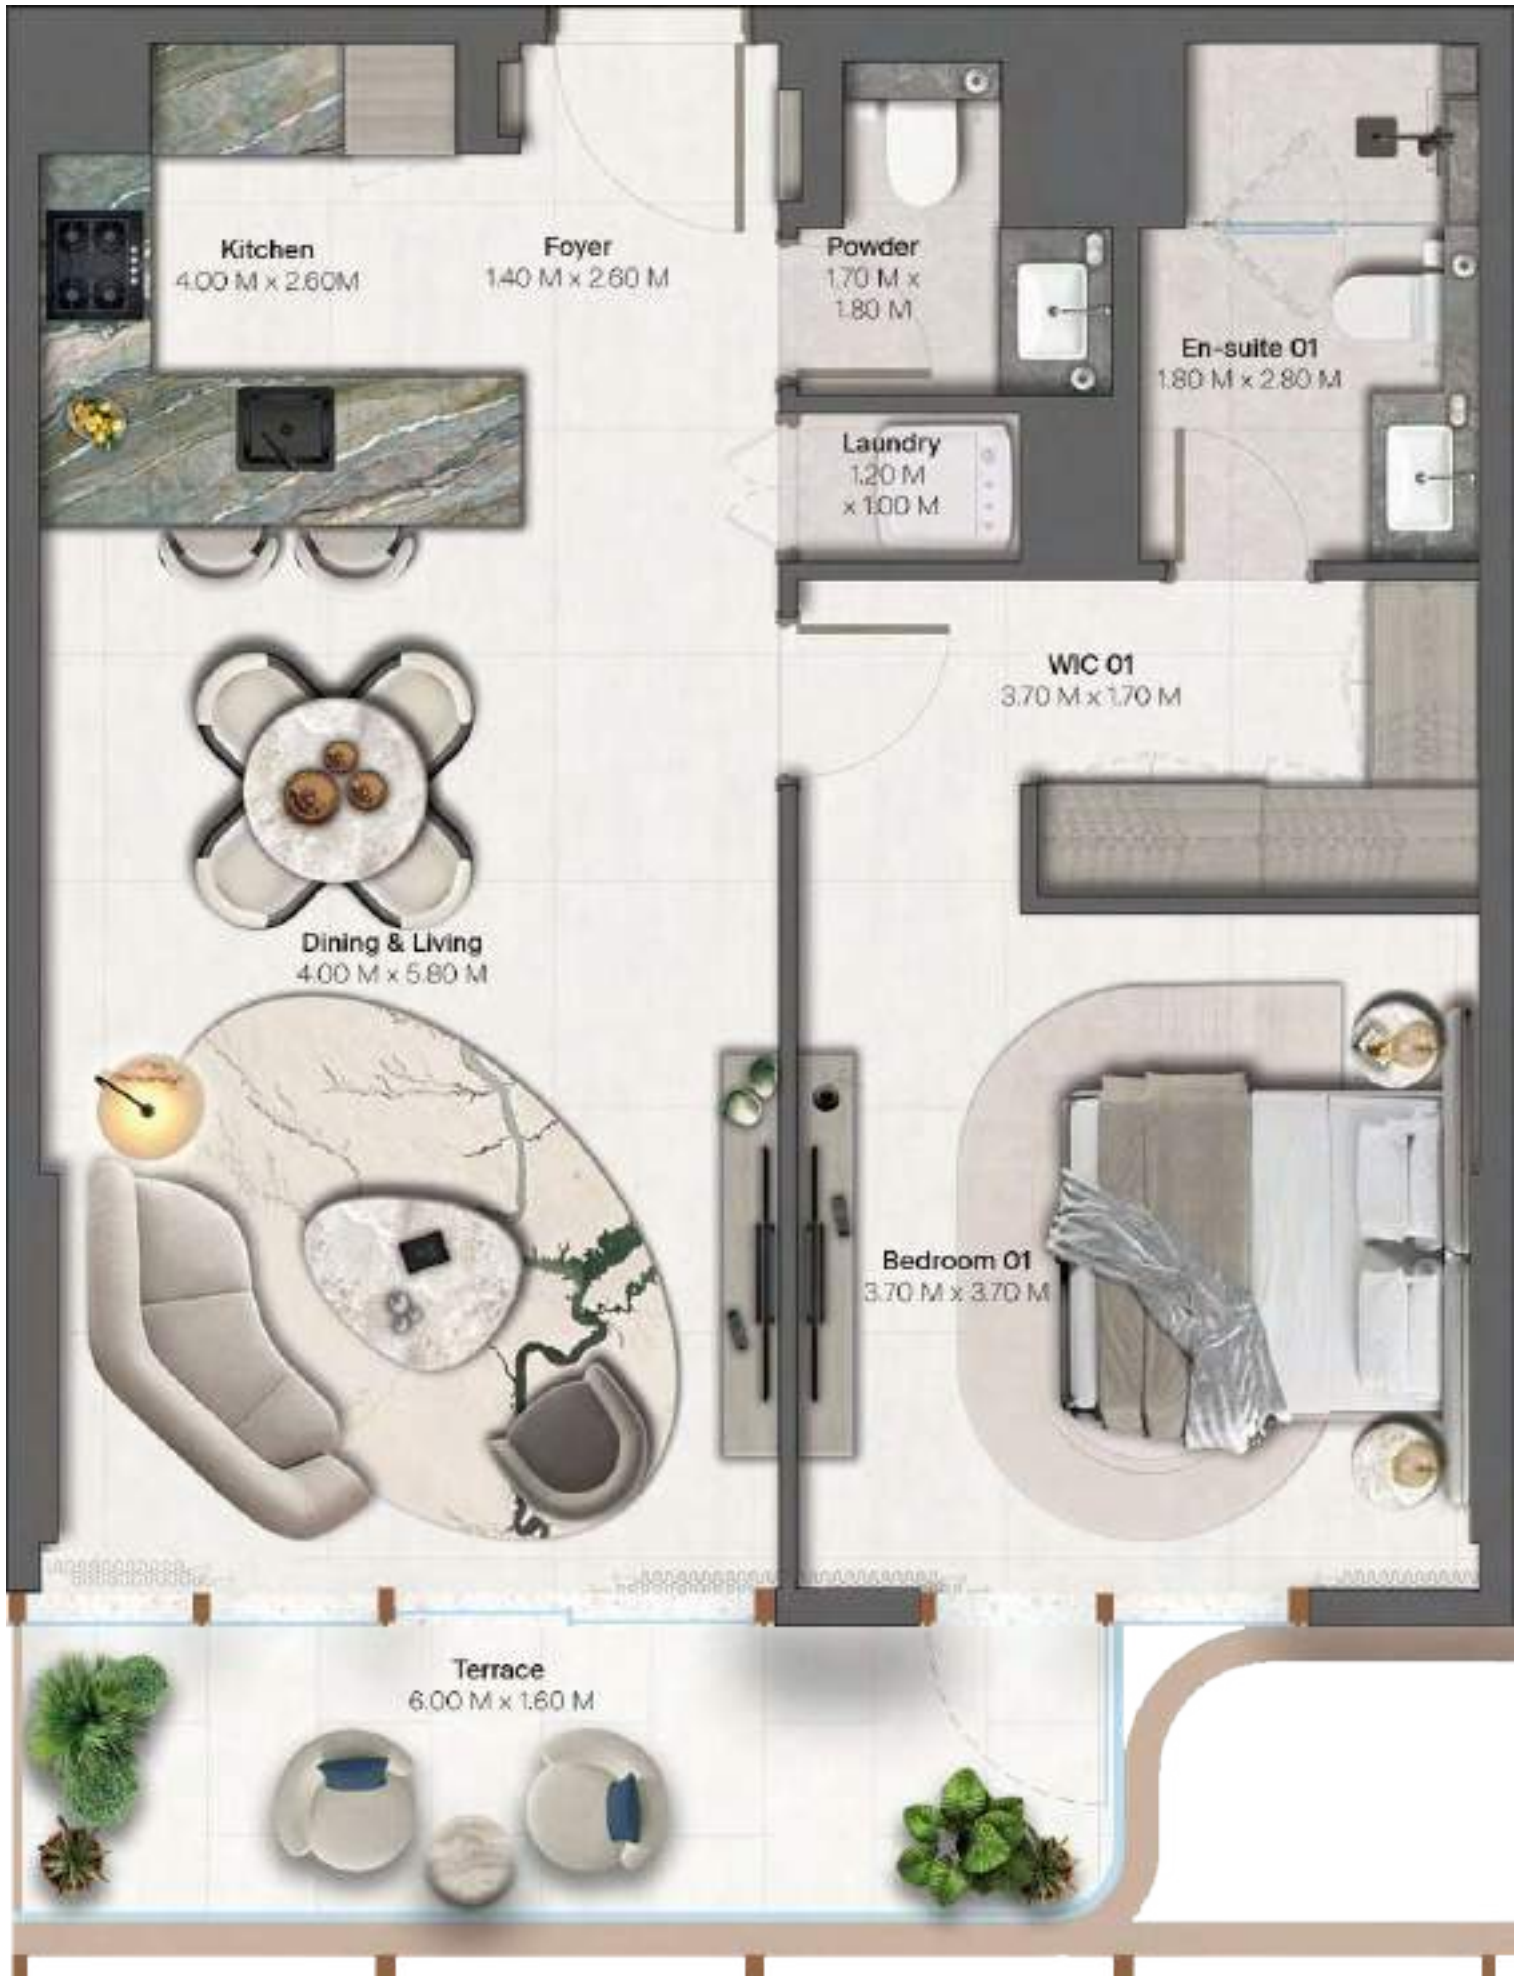 Kitchen
4.00 M x 2.60M
Foyer
1.40 M x 2.60 M
Powder
1.70 M x
1.80 M
En-suite 01
1.80 M x 2.80 M
Laundry
1.20 M
x 1.00 M
WIC 01
3.70 M x 1.70 M
Dining & Living
4.00 M x 5.80 M
Bedroom 01
3.70 M x 3.70 M
Terrace
6.00 M x 1.60 M